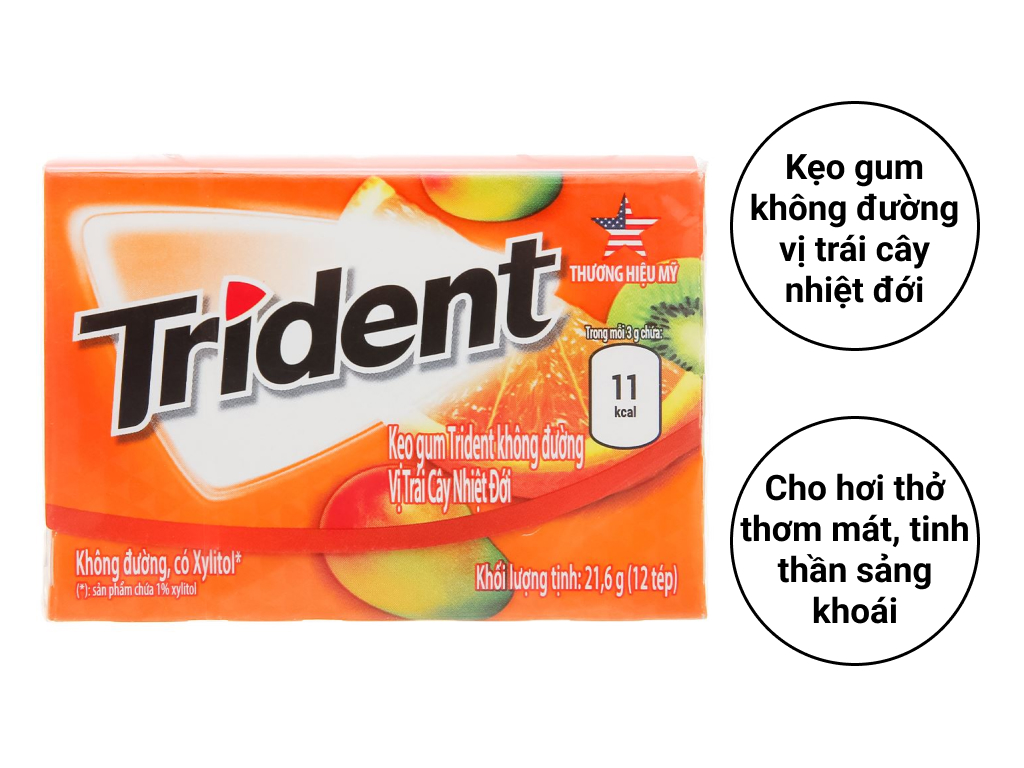 Trident
THƯƠNG HIỆU MỸ
Trong mỗi 3 g chứa:
11
kcal
Kẹo gum Trident không đường
Vị Trái Cây Nhiệt Đới
Không đường, có Xylitol*
(*): sản phẩm chứa 1% xylitol
Khối lượng tịnh: 21,6 g (12 tép)
Kẹo gum
không đường
vị trái cây
nhiệt đới
Cho hơi thở
thơm mát, tinh
thần sảng
khoái